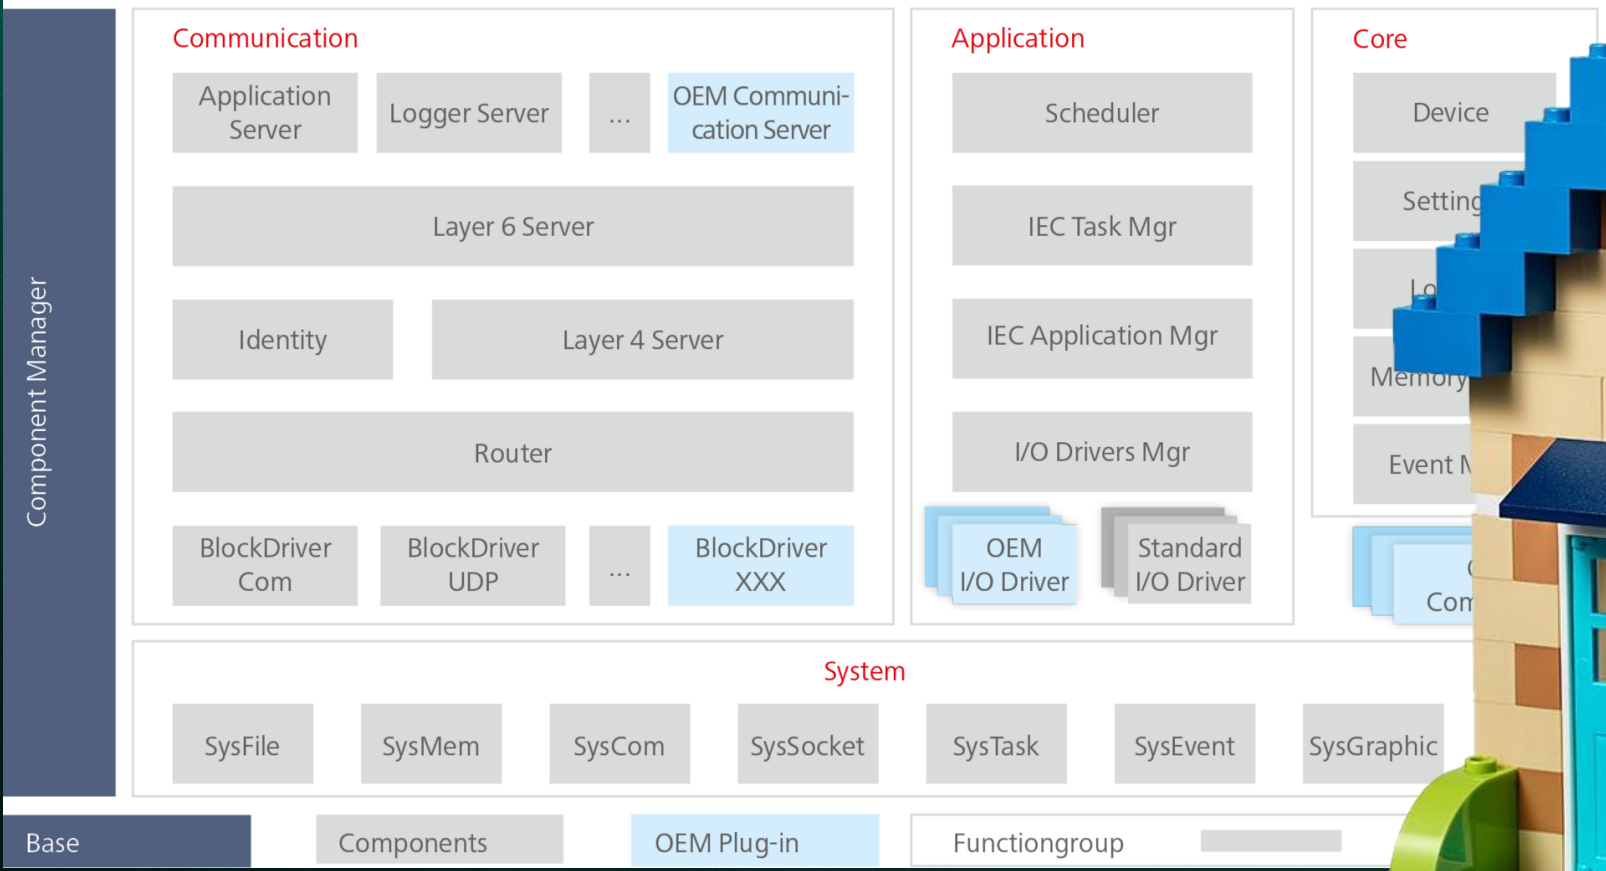 Component Manager
Communication
Application
Server
Logger Server
...
OEM Communi-
cation Server
Layer 6 Server
Identity
Layer 4 Server
Router
BlockDriver
Com
BlockDriver
UDP
...
BlockDriver
XXX
Application
Scheduler
IEC Task Mgr
IEC Application Mgr
I/O Drivers Mgr
OEM
I/O Driver
Standard
I/O Driver
Core
Device
Memory
Event
System
SysFile
SysMem
SysCom
SysSocket
SysTask
SysEvent
SysGraphic
Base
Components
OEM Plug-in
Functiongroup